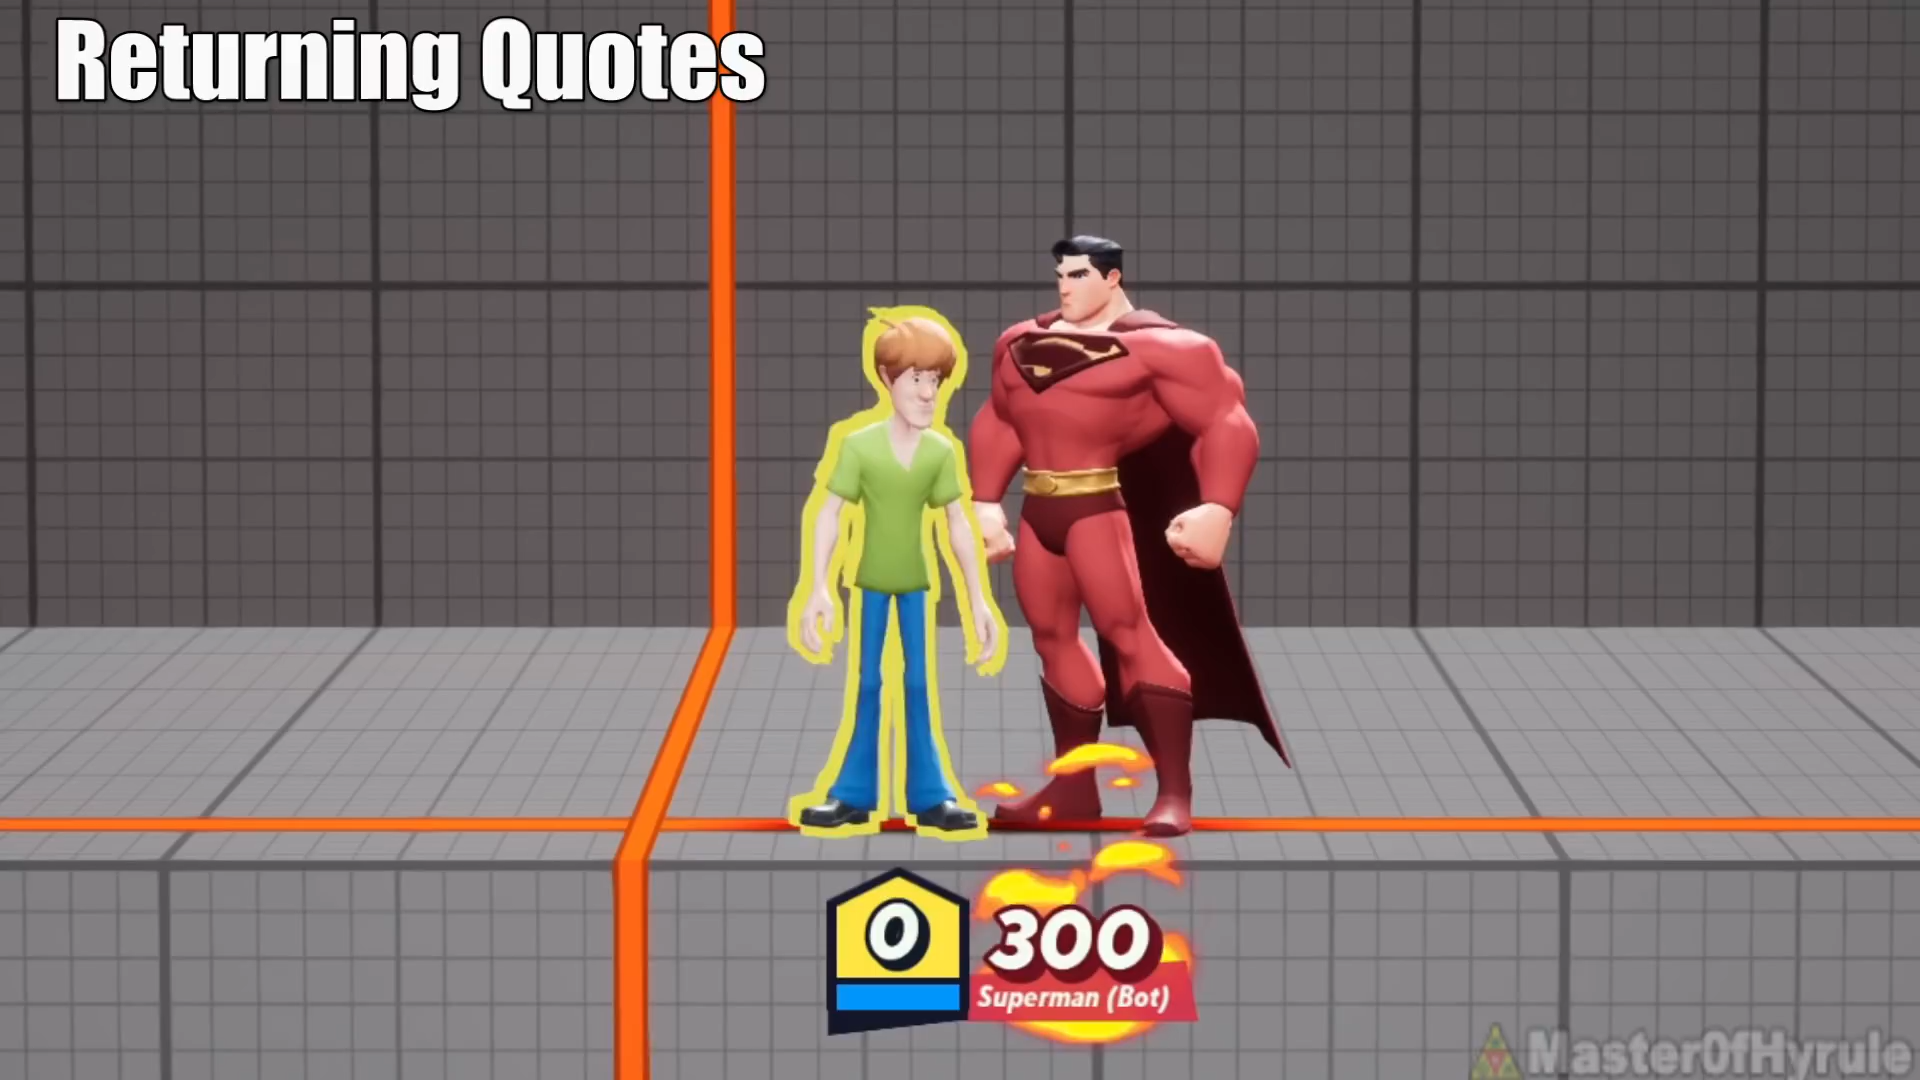 Returning Quotes
0
300
Superman (Bot)
MasterOfHyrule